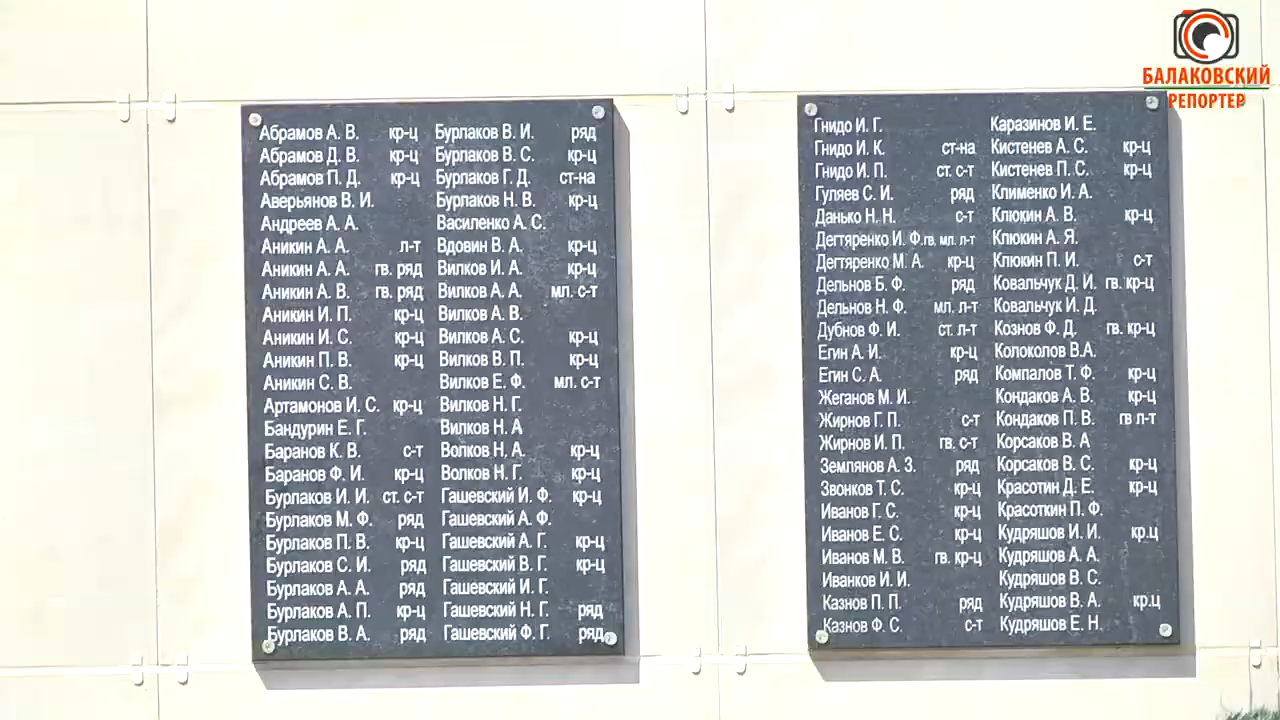 БАЛАКОВСКИЙ
РЕПОРТЕР
Абрамов А. В. кр-ц
Абрамов Д. В. кр-ц
Абрамов П. Д. кр-ц
Аверьянов В. И.
Андреев А. А.
Аникин А. А. л-т
Аникин А. А. гв. ряд
Аникин А. В. гв. ряд
Аникин И. П. кр-ц
Аникин И. С. кр-ц
Аникин П. В. кр-ц
Аникин С. В.
Артамонов И. С. кр-ц
Бандурин Е. Г.
Баранов К. В. с-т
Баранов Ф. И. кр-ц
Бурлаков И. И. ст. с-т
Бурлаков М. Ф. ряд
Бурлаков П. В. кр-ц
Бурлаков С. И. ряд
Бурлаков А. А. ряд
Бурлаков А. П. кр-ц
Бурлаков В. А. ряд
Бурлаков В. И. ряд
Бурлаков В. С. кр-ц
Бурлаков Г. Д. ст-на
Бурлаков Н. В. кр-ц
Василенко А. С.
Вдовин В. А. кр-ц
Вилков И. А. кр-ц
Вилков А. А. мл. с-т
Вилков А. В.
Вилков А. С. кр-ц
Вилков В. П. кр-ц
Вилков Е. Ф. мл. с-т
Вилков Н. Г.
Вилков Н. А
Волков Н. А. кр-ц
Волков Н. Г. кр-ц
Гашевский И. Ф. кр-ц
Гашевский А. Ф.
Гашевский А. Г. кр-ц
Гашевский В. Г. кр-ц
Гашевский И. Г.
Гашевский Н. Г. ряд
Гашевский Ф. Г. ряд
Гнидо И. Г.
Гнидо И. К. ст-на
Гнидо И. П. ст. с-т
Гуляев С. И. ряд
Данько Н. Н. с-т
Дегтяренко И. Ф. гв. мл. л-т
Дегтяренко М. А. кр-ц
Дельнов Б. Ф. ряд
Дельнов Н. Ф. мл. л-т
Дубнов Ф. И. ст. л-т
Егин А. И. кр-ц
Егин С. А. ряд
Жеганов М. И.
Жирнов Г. П. с-т
Жирнов И. П. гв. с-т
Землянов А. З. ряд
Звонков Т. С. кр-ц
Иванов Г. С. кр-ц
Иванов Е. С. кр-ц
Иванов М. В. гв. кр-ц
Иванков И. И.
Казнов П. П. ряд
Казнов Ф. С. с-т
Каразинов И. Е.
Кистенев А. С. кр-ц
Кистенев П. С. кр-ц
Клименко И. А.
Клюкин А. В. кр-ц
Клюкин А. Я.
Клюкин П. И. с-т
Ковальчук Д. И. гв. кр-ц
Ковальчук И. Д.
Кознов Ф. Д. гв. кр-ц
Колоколов В.А.
Компалов Т. Ф. кр-ц
Кондаков А. В. кр-ц
Кондаков П. В. гв л-т
Корсаков В. А
Корсаков В. С. кр-ц
Красотин Д. Е. кр-ц
Красоткин П. Ф.
Кудряшов И. И. кр.ц
Кудряшов А. А.
Кудряшов В. С.
Кудряшов В. А. кр.ц
Кудряшов Е. Н.